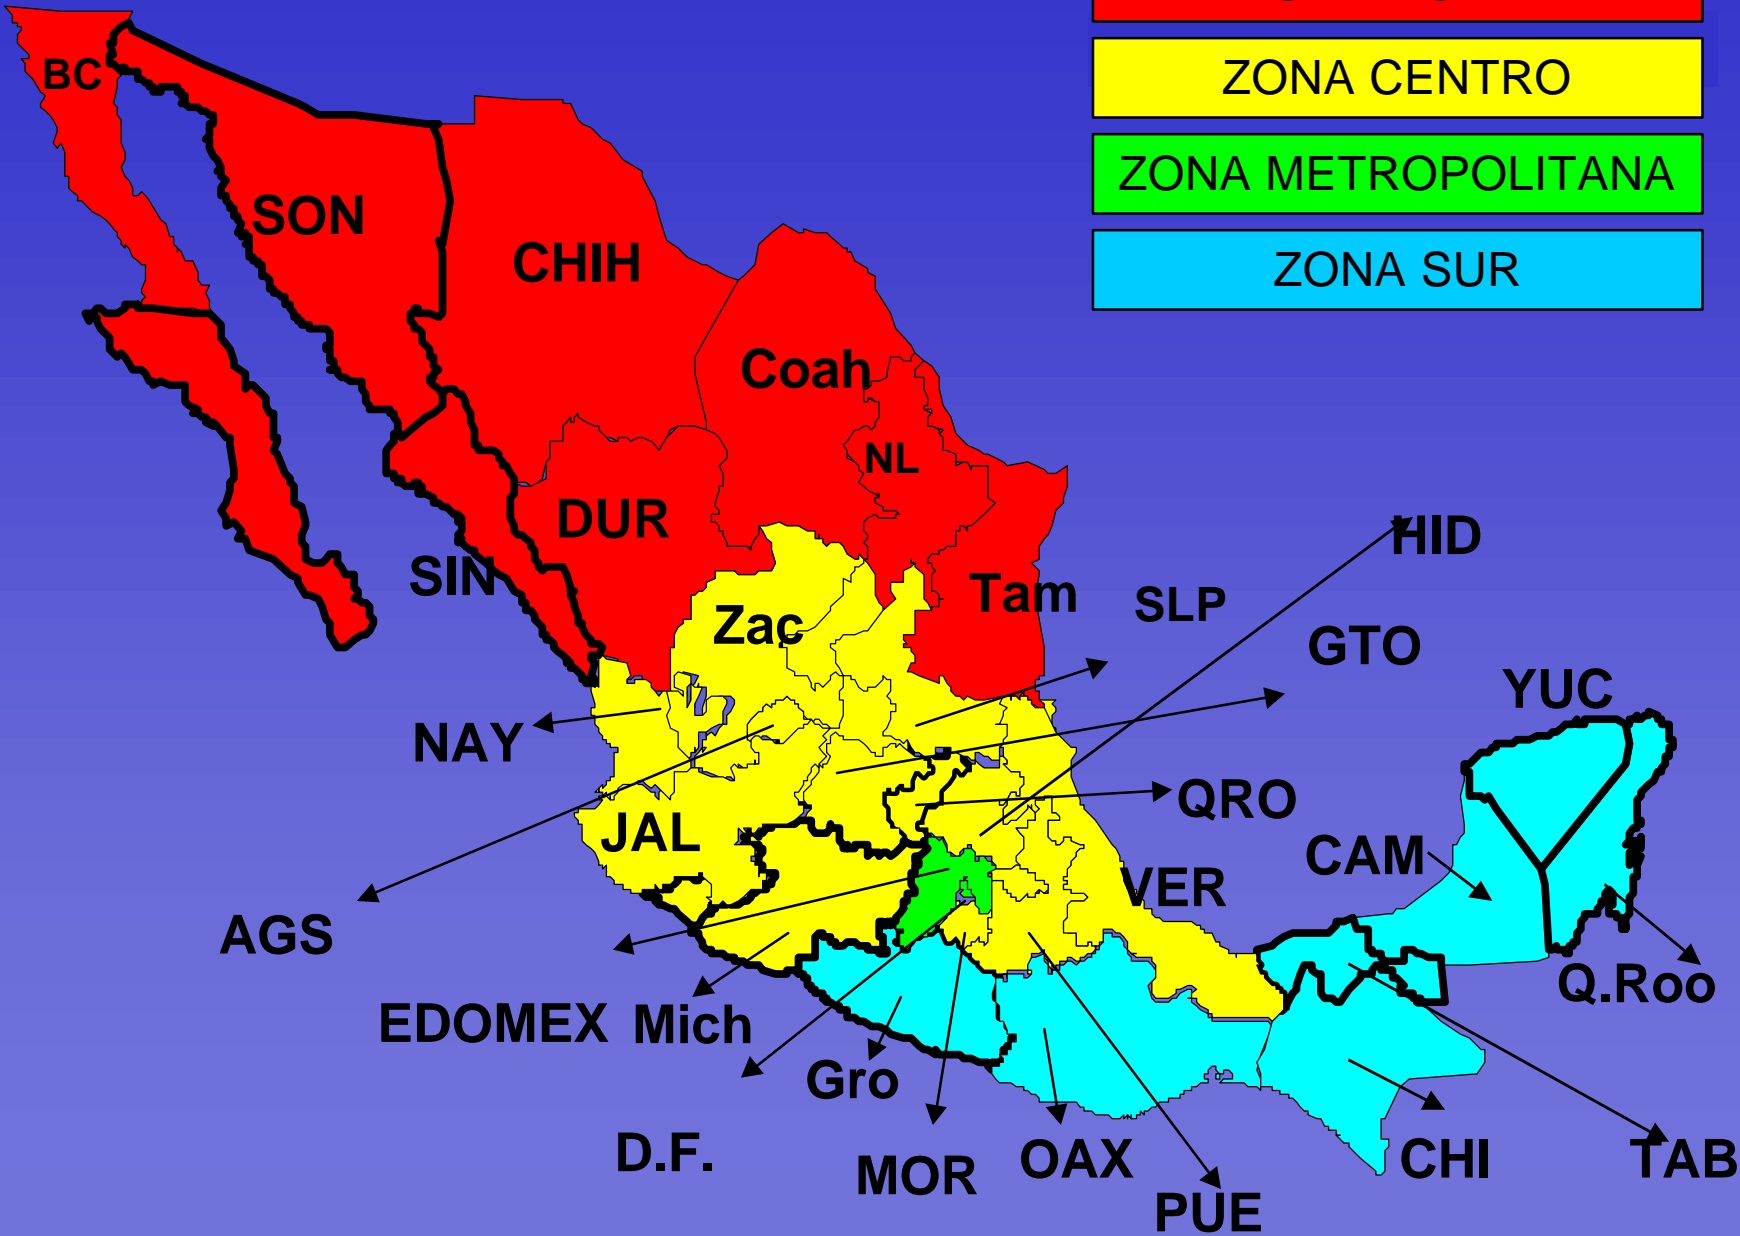 ZONA CENTRO
ZONA METROPOLITANA
ZONA SUR
BC
SON
CHIH
Coah
NL
DUR
SIN
Tam
Zac
SLP
HID
GTO
YUC
NAY
QRO
JAL
CAM
VER
AGS
Q.Roo
EDOMEX
Mich
Gro
D.F.
MOR
OAX
PUE
CHI
TAB